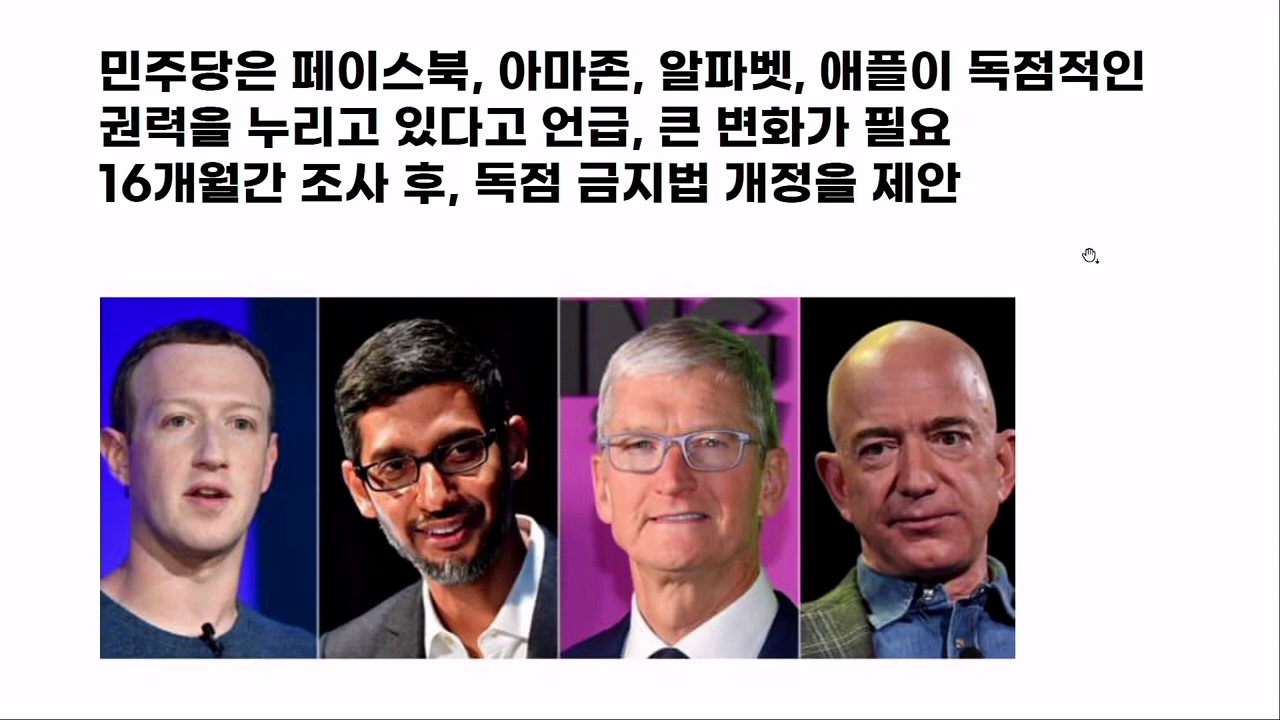 민주당은 페이스북, 아마존, 알파벳, 애플이 독점적인
권력을 누리고 있다고 언급, 큰 변화가 필요
16개월간 조사 후, 독점 금지법 개정을 제안